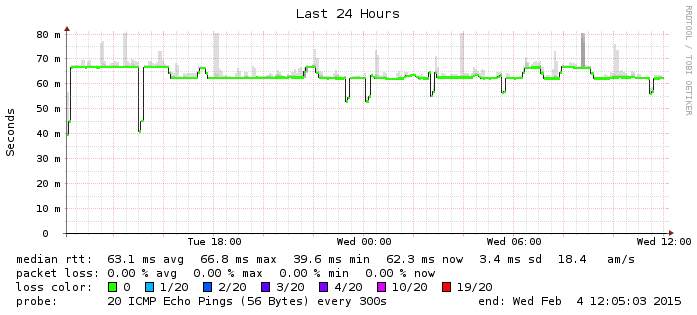 Last 24 Hours
RRDTOOL / TOBI OETIKER
Seconds
80 m
70 m
60 m
50 m
40 m
30 m
20 m
10 m
0
Tue 18:00 Wed 00:00 Wed 06:00 Wed 12:00
median rtt: 63.1 ms avg 66.8 ms max 39.6 ms min 62.3 ms now 3.4 ms sd 18.4 am/s
packet loss: 0.00 % avg 0.00 % max 0.00 % min 0.00 % now
loss color: 0 1/20 2/20 3/20 4/20 10/20 19/20
probe: 20 ICMP Echo Pings (56 Bytes) every 300s end: Wed Feb 4 12:05:03 2015